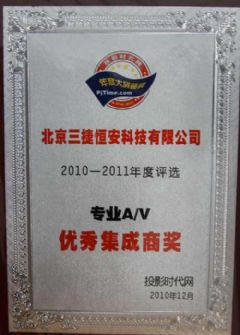 PjTime.com
北京三捷恒安科技有限公司
2010—2011年度评选
专业A/V
优秀集成商奖
投影时代网
2010年12月